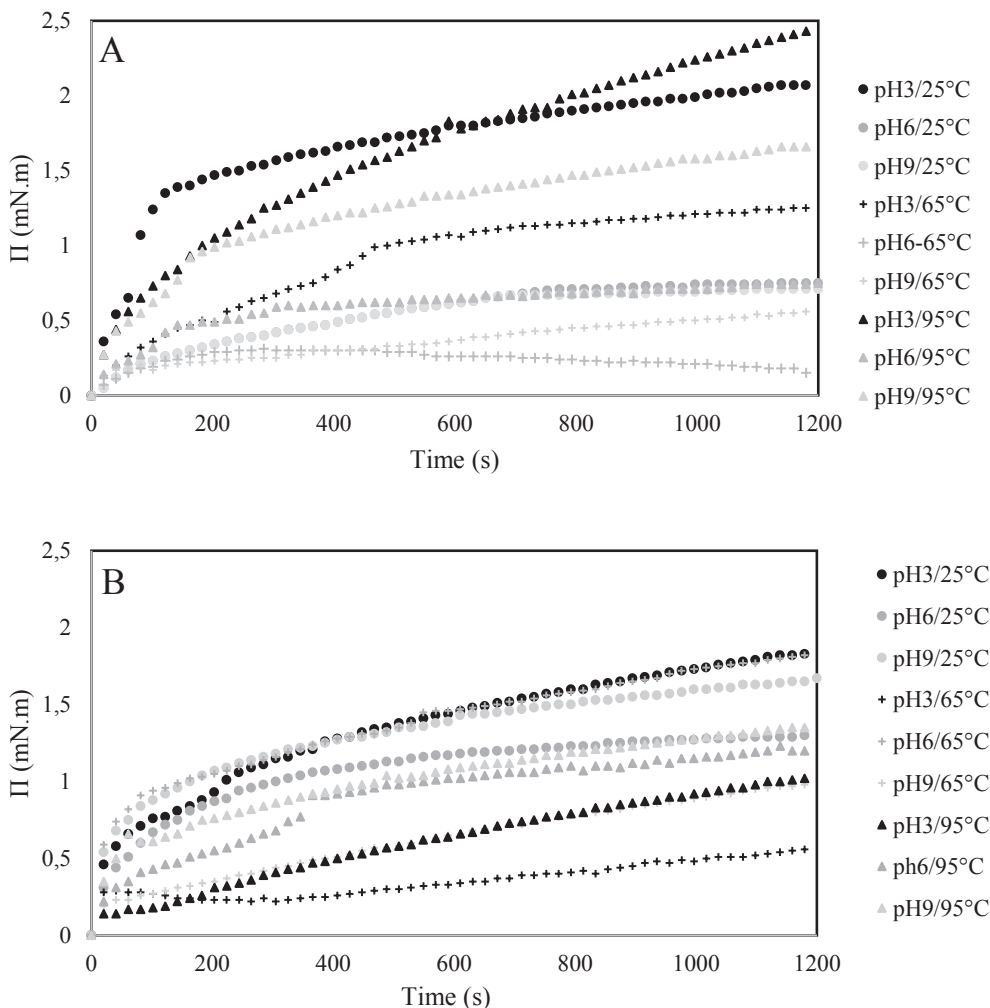 A
Π (mN.m)
2,5
2
1,5
1
0,5
0
0 200 400 600 800 1000 1200
Time (s)
pH3/25°C
pH6/25°C
pH9/25°C
pH3/65°C
pH6-65°C
pH9/65°C
pH3/95°C
pH6/95°C
pH9/95°C
B
Π (mN.m)
2,5
2
1,5
1
0,5
0
0 200 400 600 800 1000 1200
Time (s)
pH3/25°C
pH6/25°C
pH9/25°C
pH3/65°C
pH6/65°C
pH9/65°C
pH3/95°C
ph6/95°C
pH9/95°C